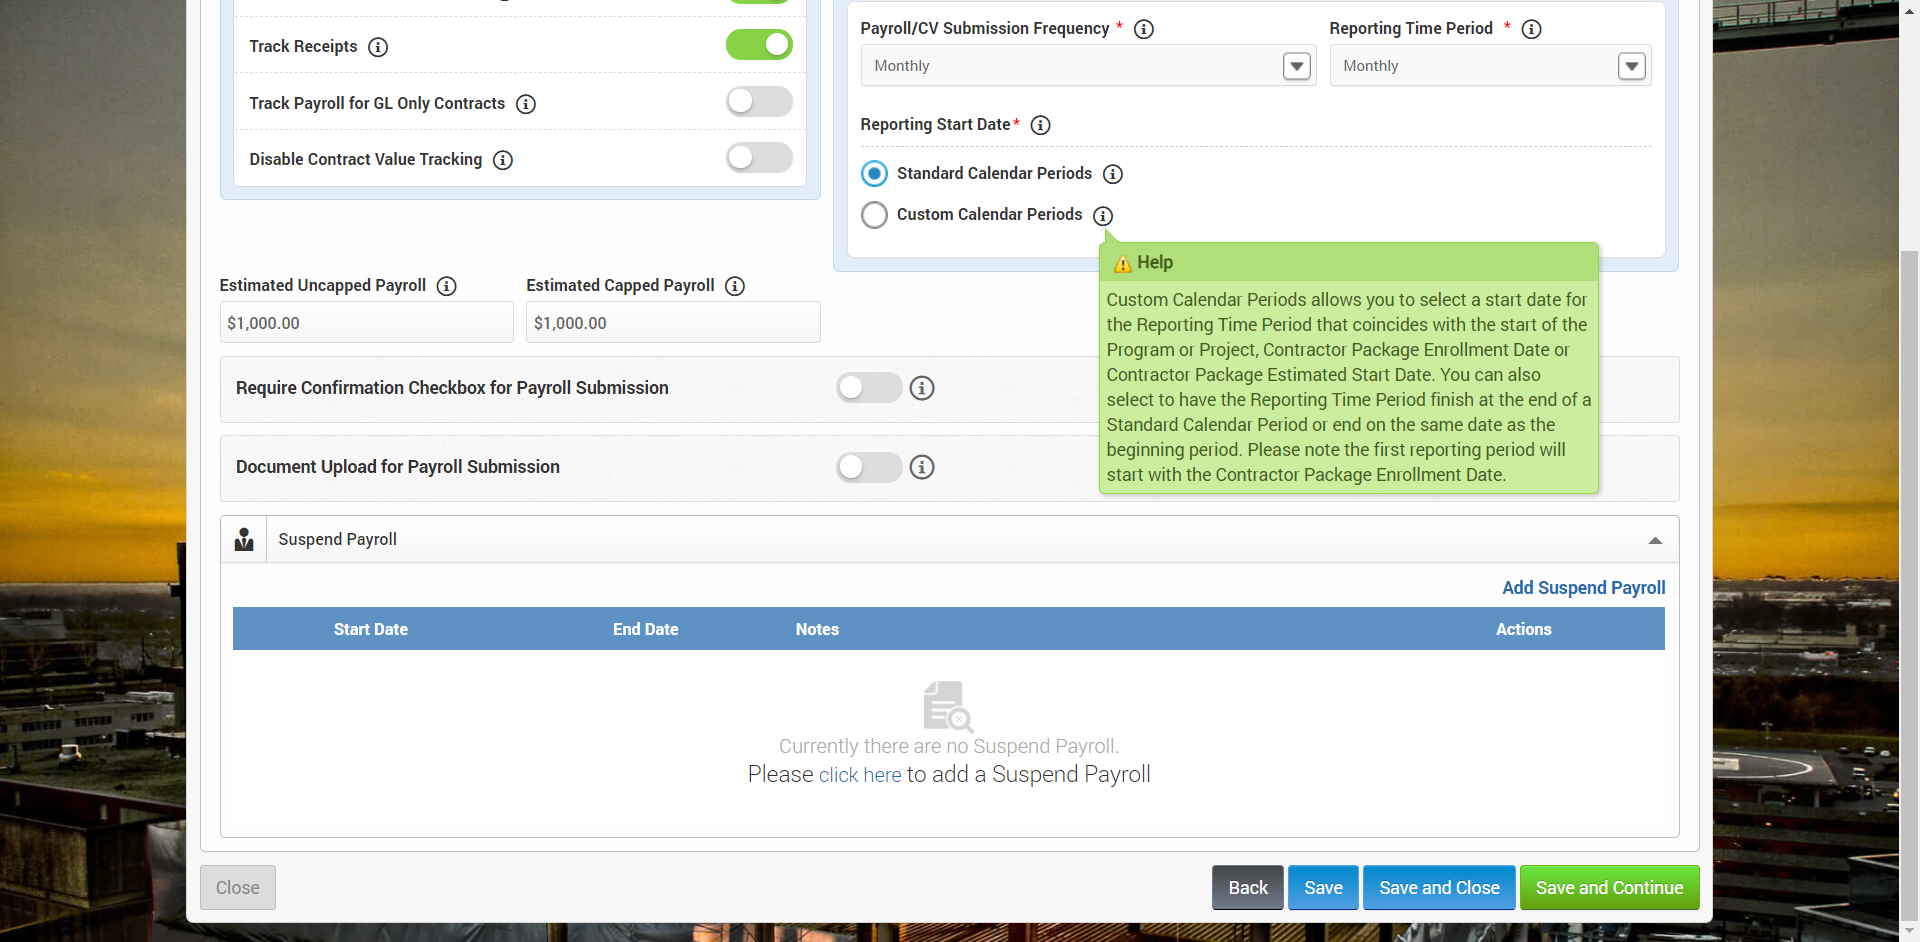 Track Receipts
Track Payroll for GL Only Contracts
Disable Contract Value Tracking
Payroll/CV Submission Frequency *
Reporting Time Period *
Monthly
Monthly
Reporting Start Date*
Standard Calendar Periods
Custom Calendar Periods
Help
Custom Calendar Periods allows you to select a start date for
the Reporting Time Period that coincides with the start of the
Program or Project, Contractor Package Enrollment Date or
Contractor Package Estimated Start Date. You can also
select to have the Reporting Time Period finish at the end of a
Standard Calendar Period or end on the same date as the
beginning period. Please note the first reporting period will
start with the Contractor Package Enrollment Date.
Estimated Uncapped Payroll
Estimated Capped Payroll
$1,000.00
$1,000.00
Require Confirmation Checkbox for Payroll Submission
Document Upload for Payroll Submission
Suspend Payroll
Add Suspend Payroll
Start Date End Date Notes Actions
Currently there are no Suspend Payroll.
Please click here to add a Suspend Payroll
Close
Back
Save
Save and Close
Save and Continue